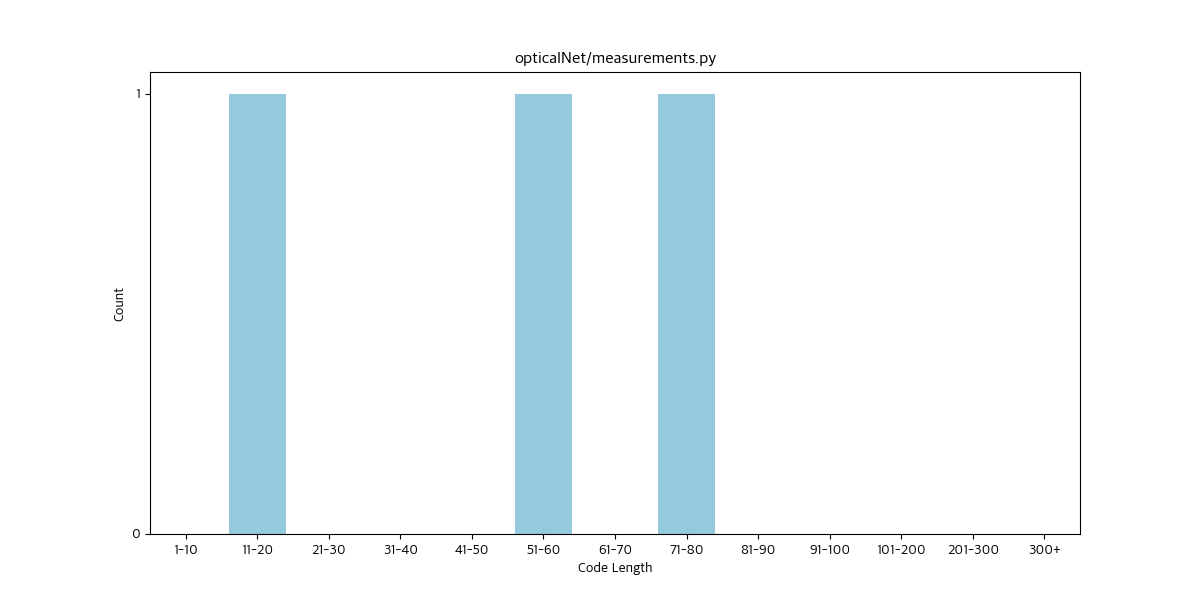 opticalNet/measurements.py
1
Count
0
1-10 11-20 21-30 31-40 41-50 51-60 61-70 71-80 81-90 91-100 101-200 201-300 300+
Code Length